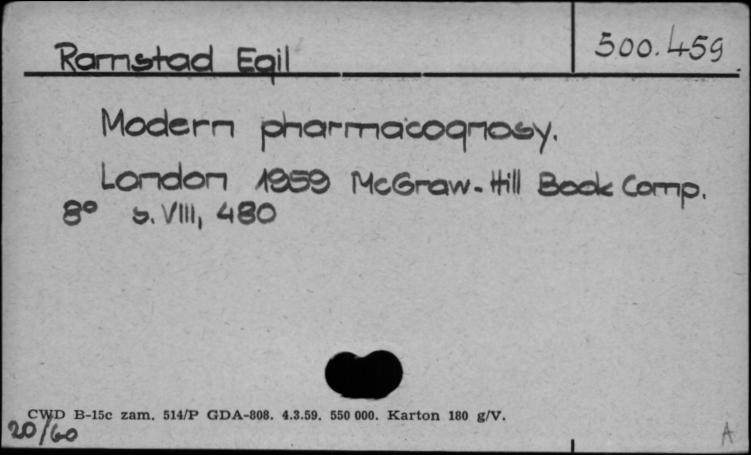 Ramstad Egil 500.459
Modern pharmacognosy.
London 1959 McGraw-Hill Book Comp.
8° s. VIII, 480
CWD B-15c zam. 514/P GDA-808. 4.3.59. 550 000. Karton 180 g/V.
20/60 A